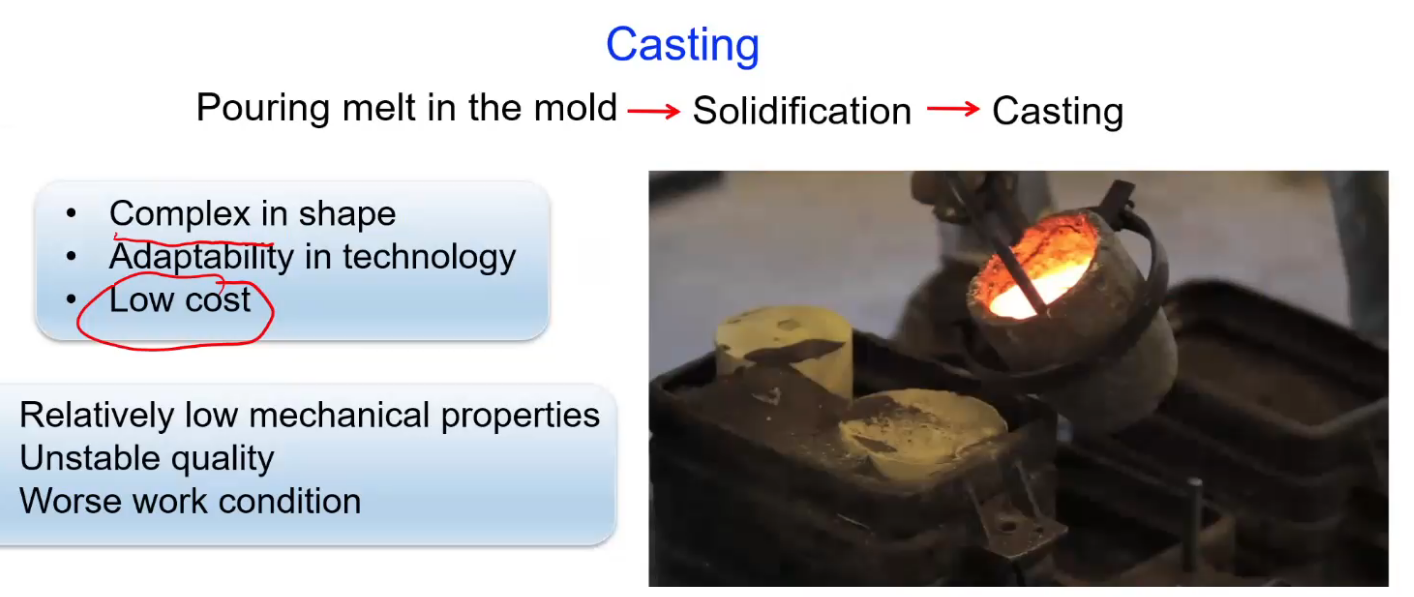 Casting
Pouring melt in the mold → Solidification → Casting
• Complex in shape
• Adaptability in technology
• Low cost
Relatively low mechanical properties
Unstable quality
Worse work condition